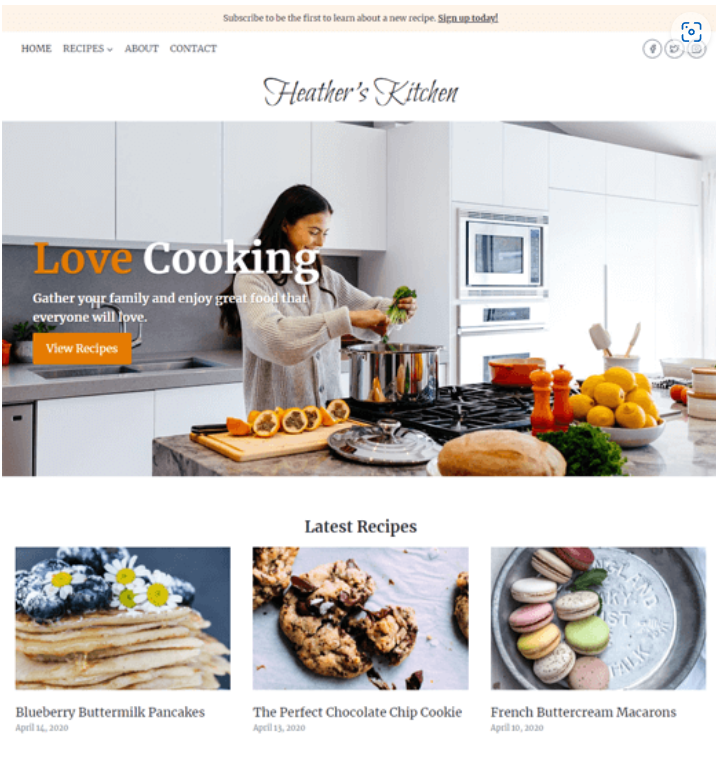 Subscribe to be the first to learn about a new recipe. Sign up today!
HOME RECIPES ABOUT CONTACT
Heather's Kitchen
Love Cooking
Gather your family and enjoy great food that
everyone will love.
View Recipes
Latest Recipes
Blueberry Buttermilk Pancakes
April 14, 2020
The Perfect Chocolate Chip Cookie
April 13, 2020
French Buttercream Macarons
April 10, 2020